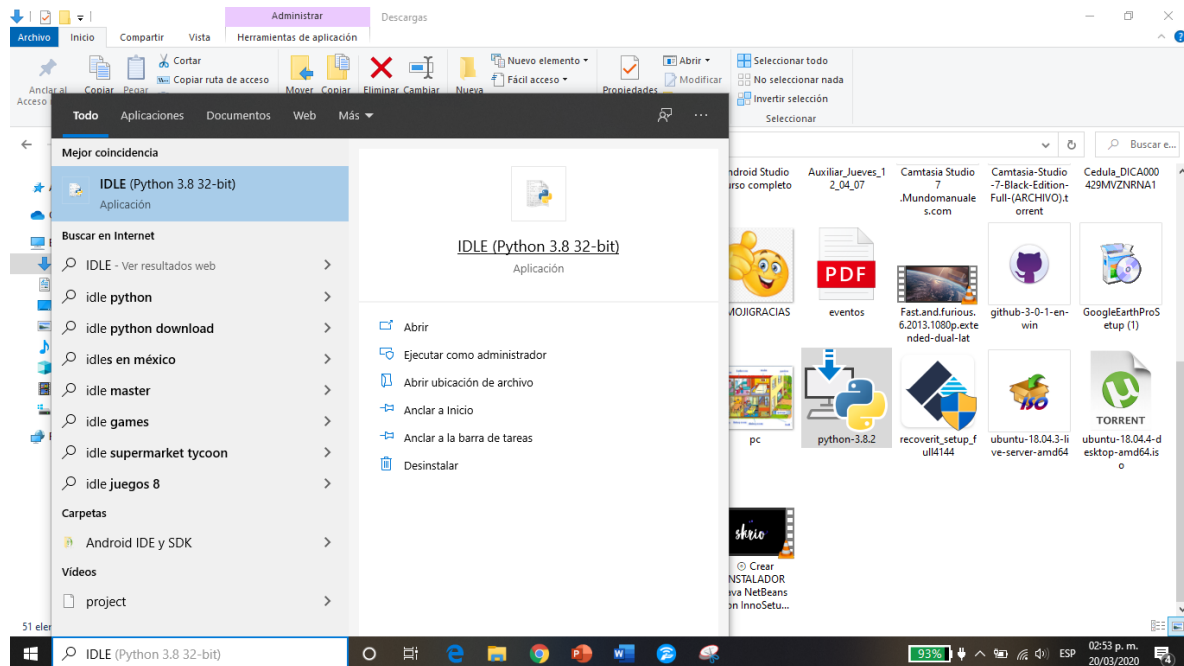 Administrar
Descargas
Archivo
Inicio
Compartir
Vista
Herramientas de aplicación
Anclar al
Acceso
Copiar
Pegar
Cortar
Copiar ruta de acceso
Mover
Copiar
Eliminar
Cambiar
Nueva
Nuevo elemento
Fácil acceso
Propiedades
Abrir
Modificar
Seleccionar todo
No seleccionar nada
Invertir selección
Seleccionar
Buscar e...
Todo
Aplicaciones
Documentos
Web
Más
Mejor coincidencia
IDLE (Python 3.8 32-bit)
Aplicación
Buscar en Internet
IDLE - Ver resultados web
idle python
idle python download
idles en méxico
idle master
idle games
idle supermarket tycoon
idle juegos 8
Carpetas
Android IDE y SDK
Vídeos
project
IDLE (Python 3.8 32-bit)
Aplicación
Abrir
Ejecutar como administrador
Abrir ubicación de archivo
Anclar a Inicio
Anclar a la barra de tareas
Desinstalar
ndroid Studio
urso completo
Auxiliar_Jueves_1
2_04_07
Camtasia Studio
7
.Mundomanuale
s.com
Camtasia-Studio
-7-Black-Edition-
Full-(ARCHIVO).t
orrent
Cedula_DICA000
429MVZNRNA1
MOJIGRACIAS
PDF
eventos
Fast.and.furious.
6.2013.1080p.exte
nded-dual-lat
github-3-0-1-en-
win
GoogleEarthProS
etup (1)
pc
python-3.8.2
recoverit_setup_f
ull4144
ISO
ubuntu-18.04.3-li
ve-server-amd64
TORRENT
ubuntu-18.04.4-d
esktop-amd64.is
o
skrio
Crear
NSTALADOR
ava NetBeans
on InnoSetu...
51 eler
IDLE (Python 3.8 32-bit)
93%
ESP
02:53 p. m.
20/03/2020
4